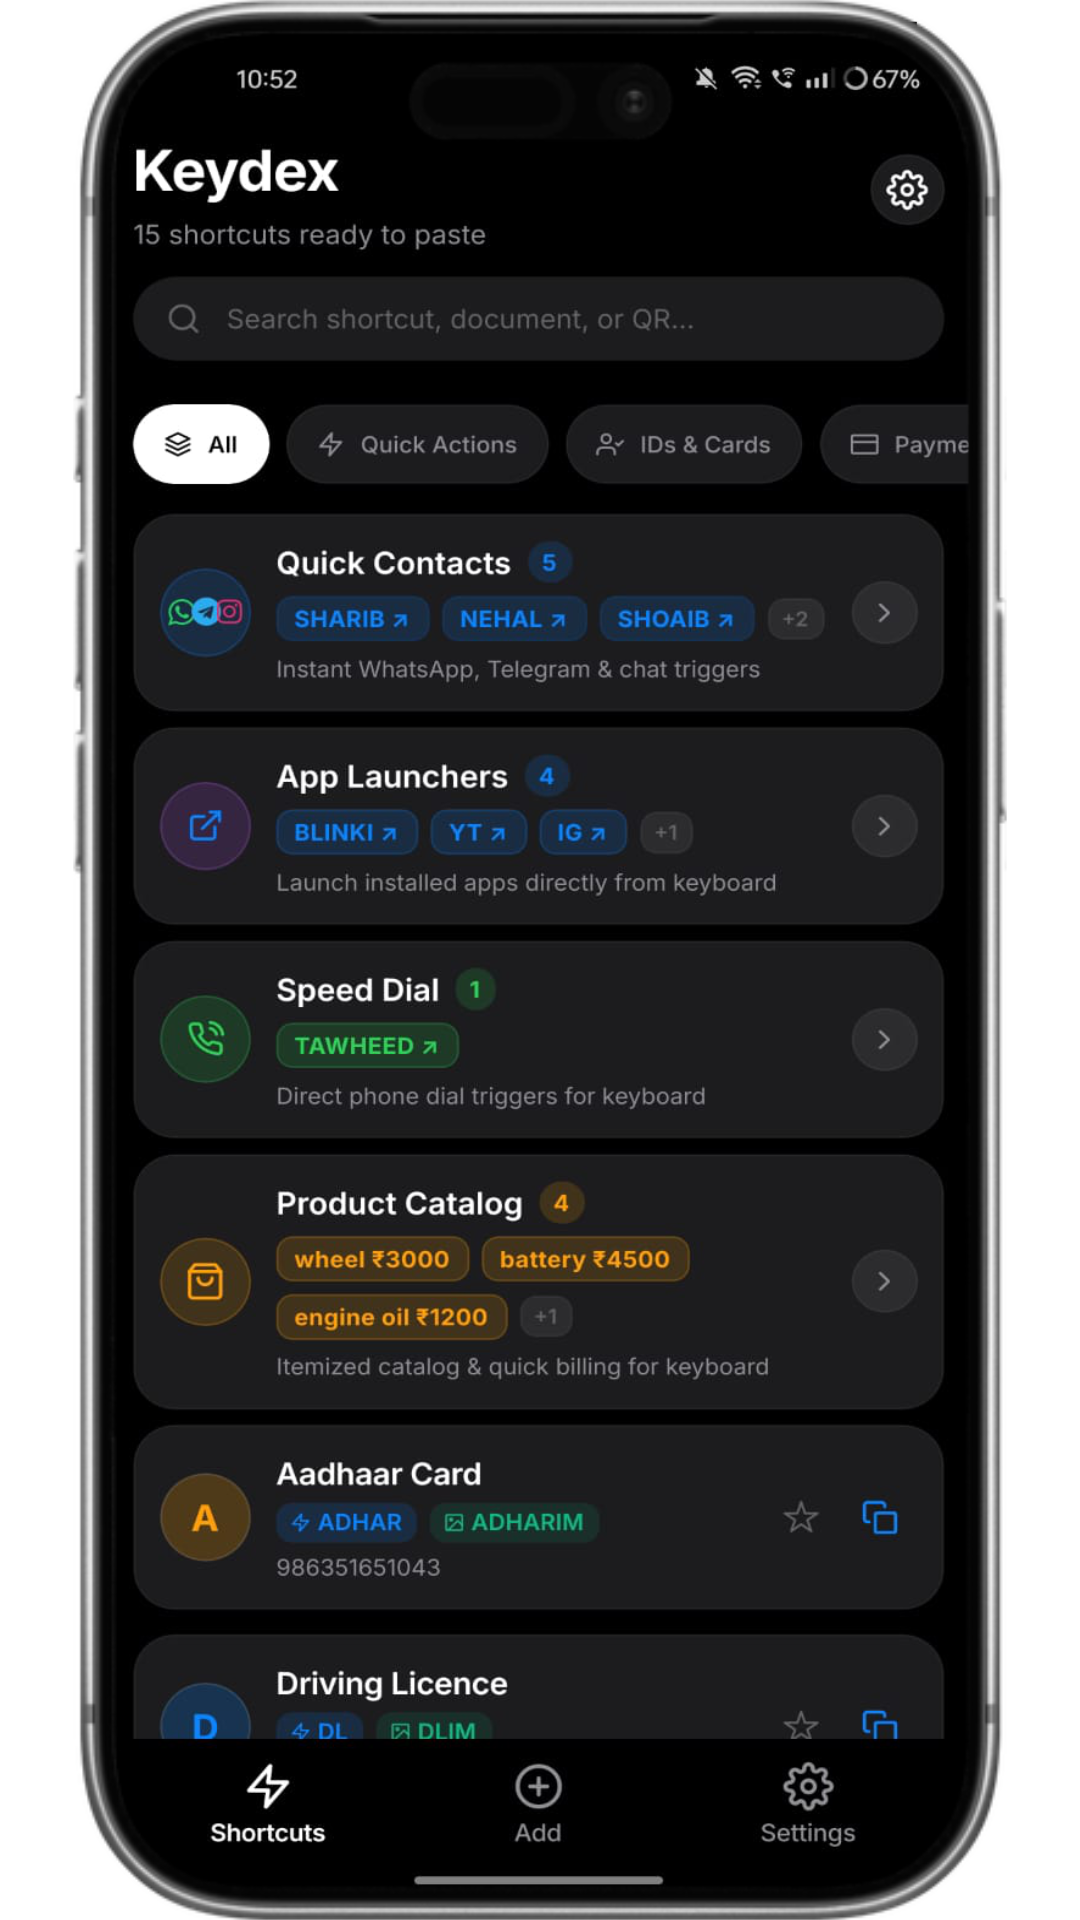 10:52
67%
Keydex
15 shortcuts ready to paste
Search shortcut, document, or QR...
All
Quick Actions
IDs & Cards
Payme
Quick Contacts 5
SHARIB
NEHAL
SHOAIB
+2
Instant WhatsApp, Telegram & chat triggers
App Launchers 4
BLINKI
YT
IG
+1
Launch installed apps directly from keyboard
Speed Dial 1
TAWHEED
Direct phone dial triggers for keyboard
Product Catalog 4
wheel ₹3000
battery ₹4500
engine oil ₹1200
+1
Itemized catalog & quick billing for keyboard
A
Aadhaar Card
ADHAR
ADHARIM
986351651043
D
Driving Licence
DL
DLIM
Shortcuts
Add
Settings